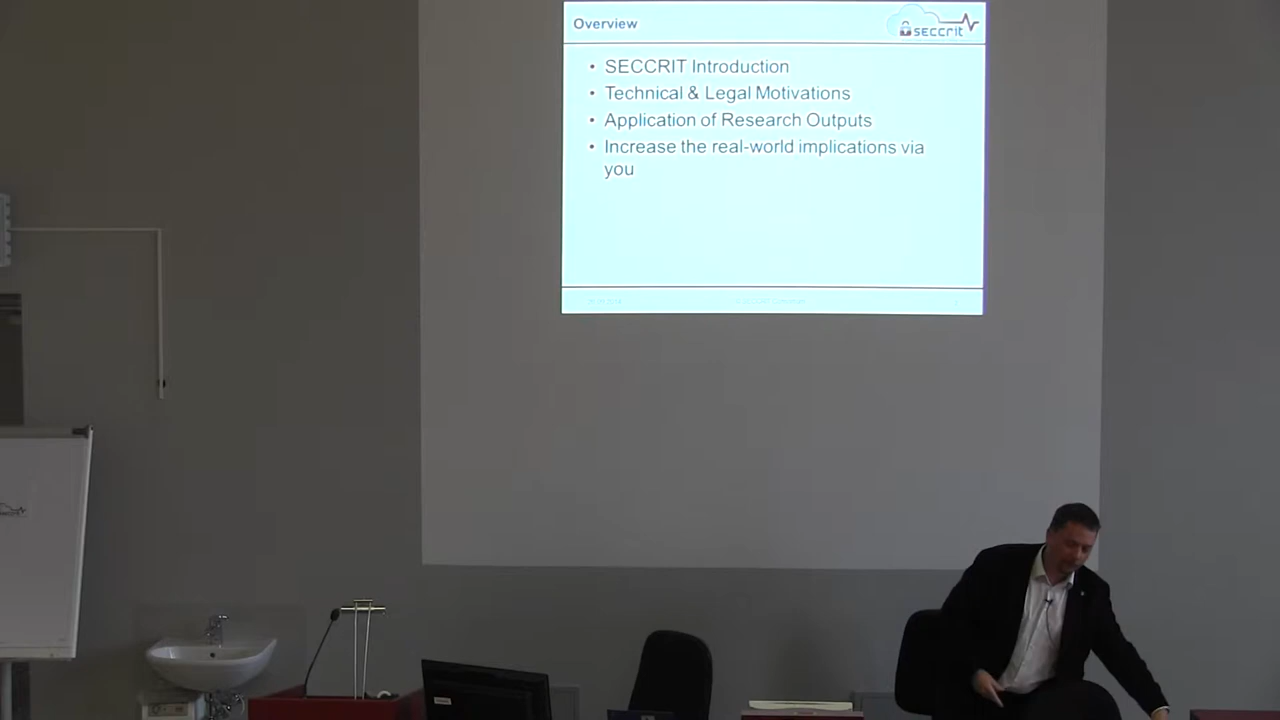 Overview
seccrit
• SECCRIT Introduction
• Technical & Legal Motivations
• Application of Research Outputs
• Increase the real-world implications via
you